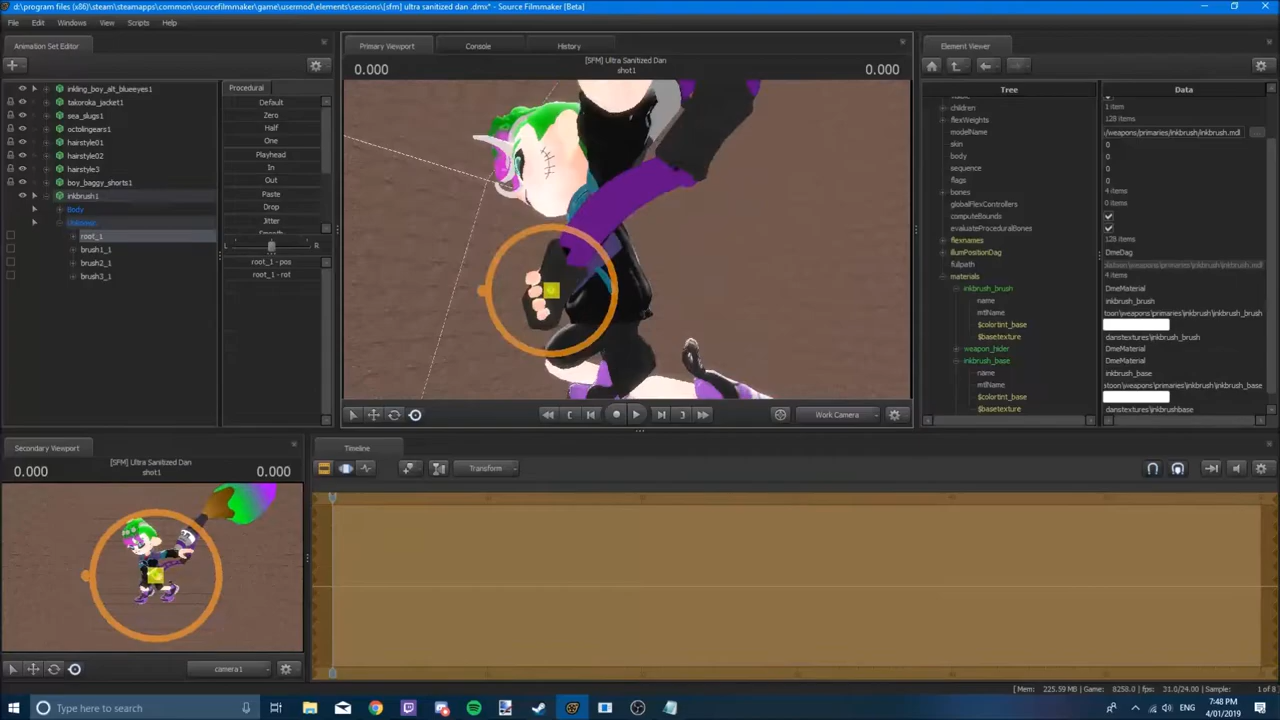 d:\program files (x86)\steam\steamapps\common\sourcefilmmaker\game\usermod\elements\sessions\[sfm] ultra sanitized dan .dmx* - Source Filmmaker [Beta]
File Edit Windows View Scripts Help
Animation Set Editor
inkling_boy_alt_blueeyes1
takoroka_jacket1
sea_slugs1
octolingears1
hairstyle01
hairstyle02
hairstyle3
boy_baggy_shorts1
inkbrush1
Body
Unknown
root_1
brush1_1
brush2_1
brush3_1
Procedural
Default
Zero
Half
One
Playhead
In
Out
Paste
Drop
Jitter
Smooth
L R
root_1 - pos
root_1 - rot
Primary Viewport Console History
0.000 [SFM] Ultra Sanitized Dan 0.000
shot1
Work Camera
Element Viewer
Tree Data
children 1 item
flexWeights 128 items
modelName /weapons/primaries/inkbrush/inkbrush.mdl ...
skin 0
body 0
sequence 0
flags 0
bones 4 items
globalFlexControllers 0 items
computeBounds
evaluateProceduralBones
flexnames 128 items
illumPositionDag DmeDag
fullpath
materials 4 items
inkbrush_brush DmeMaterial
name inkbrush_brush
mtlName toon\weapons\primaries\inkbrush\inkbrush_brush
$colortint_base
$basetexture danstextures\inkbrush_brush
weapon_hider DmeMaterial
inkbrush_base DmeMaterial
name inkbrush_base
mtlName toon\weapons\primaries\inkbrush\inkbrush_base
$colortint_base
$basetexture danstextures\inkbrushbase
Secondary Viewport
0.000 [SFM] Ultra Sanitized Dan 0.000
shot1
camera1
Timeline
Transform
[ Mem: 225.59 MB | Game: 8258.0 | fps: 31.0/24.00 | Sample: 1 of 8
Type here to search
ENG
7:48 PM
4/01/2019